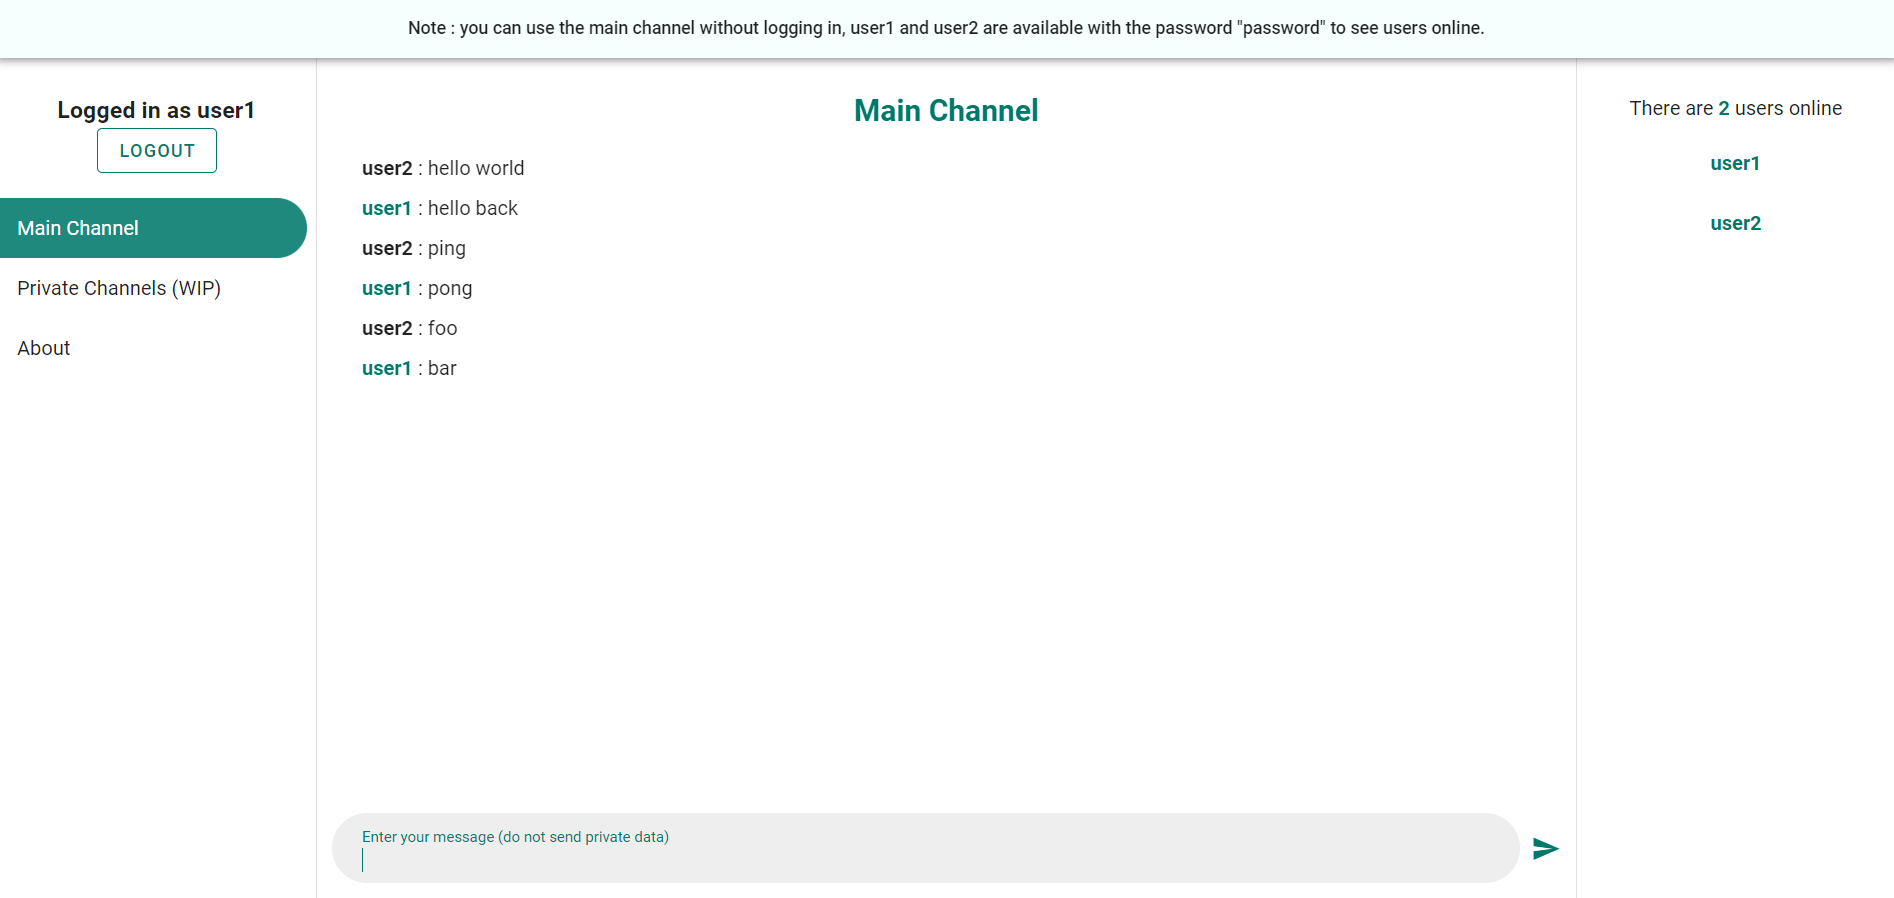 Note : you can use the main channel without logging in, user1 and user2 are available with the password "password" to see users online.
Logged in as user1
LOGOUT
Main Channel
Private Channels (WIP)
About
Main Channel
user2 : hello world
user1 : hello back
user2 : ping
user1 : pong
user2 : foo
user1 : bar
Enter your message (do not send private data)
There are 2 users online
user1
user2